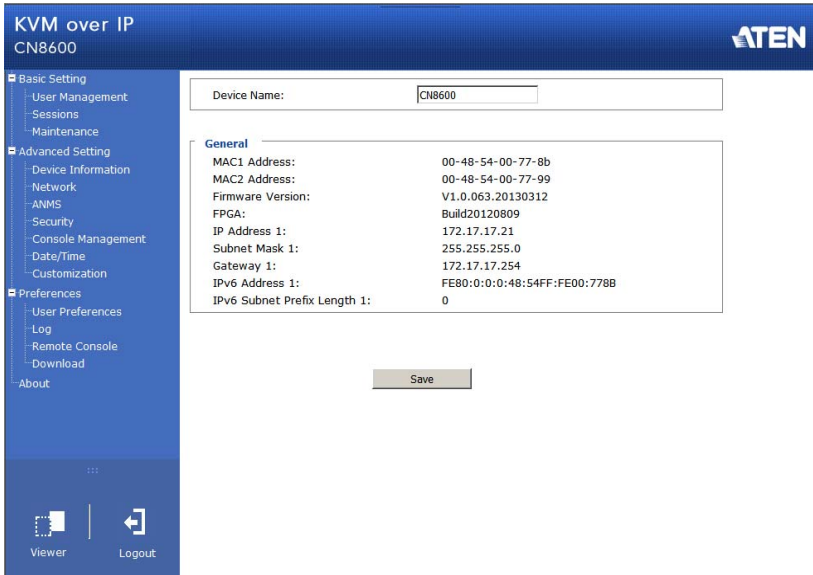 KVM over IP
CN8600
ATEN
Basic Setting
User Management
Sessions
Maintenance
Advanced Setting
Device Information
Network
ANMS
Security
Console Management
Date/Time
Customization
Preferences
User Preferences
Log
Remote Console
Download
About
Viewer
Logout
Device Name: CN8600
General
MAC1 Address: 00-48-54-00-77-8b
MAC2 Address: 00-48-54-00-77-99
Firmware Version: V1.0.063.20130312
FPGA: Build20120809
IP Address 1: 172.17.17.21
Subnet Mask 1: 255.255.255.0
Gateway 1: 172.17.17.254
IPv6 Address 1: FE80:0:0:0:48:54FF:FE00:778B
IPv6 Subnet Prefix Length 1: 0
Save